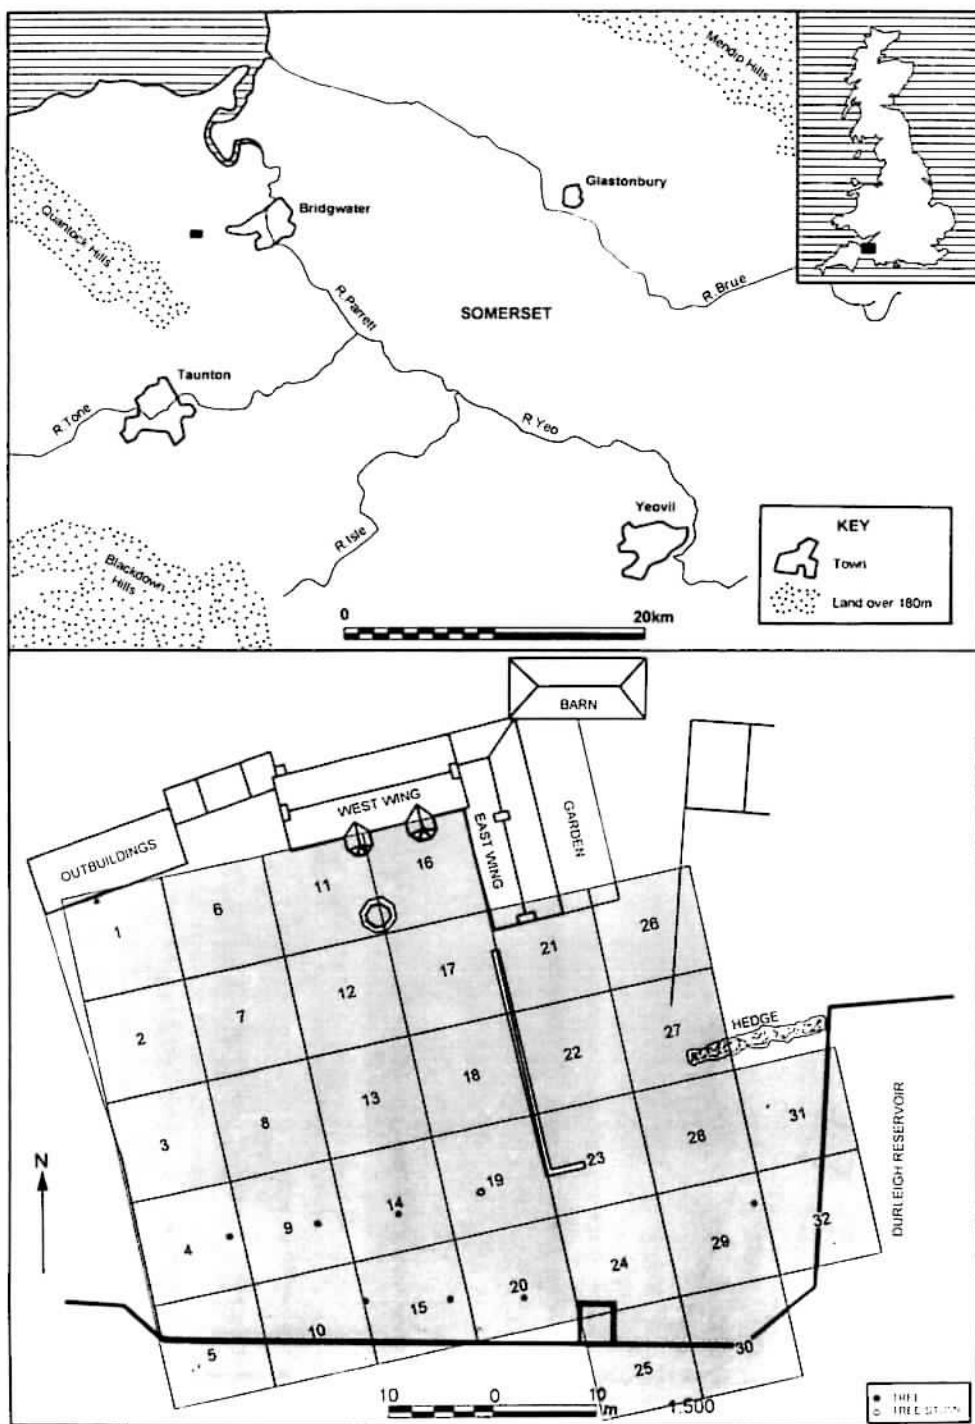 Mendip Hills
Glastonbury
Bridgwater
Quantock Hills
R. Parrett
R. Brue
SOMERSET
Taunton
R. Tone
R. Yeo
Yeovil
R. Isle
Blackdown
Hills
KEY
Town
Land over 180m
0 20km
BARN
WEST WING
EAST WING
GARDEN
OUTBUILDINGS
1
6
11
16
21
26
2
7
12
17
22
27
HEDGE
3
8
13
18
23
28
31
DURLEIGH RESERVOIR
N
4
9
14
19
24
29
32
5
10
15
20
25
30
10 0 10 m 1:500
TREE
TREE STUMP